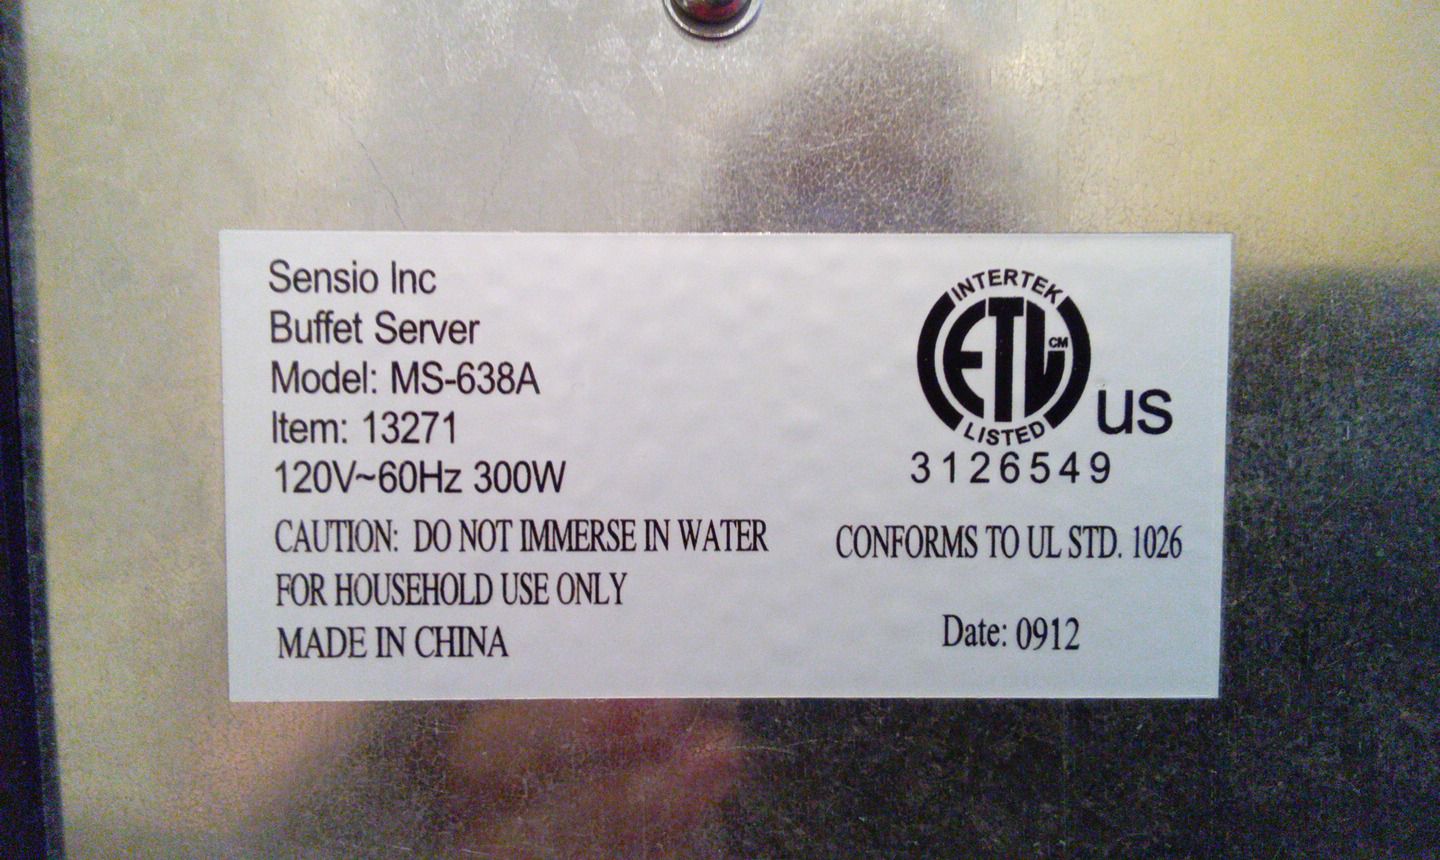 Sensio Inc
Buffet Server
Model: MS-638A
Item: 13271
120V~60Hz 300W
CAUTION: DO NOT IMMERSE IN WATER
FOR HOUSEHOLD USE ONLY
MADE IN CHINA
INTERTEK
ETL CM
LISTED
us
3126549
CONFORMS TO UL STD. 1026
Date: 0912